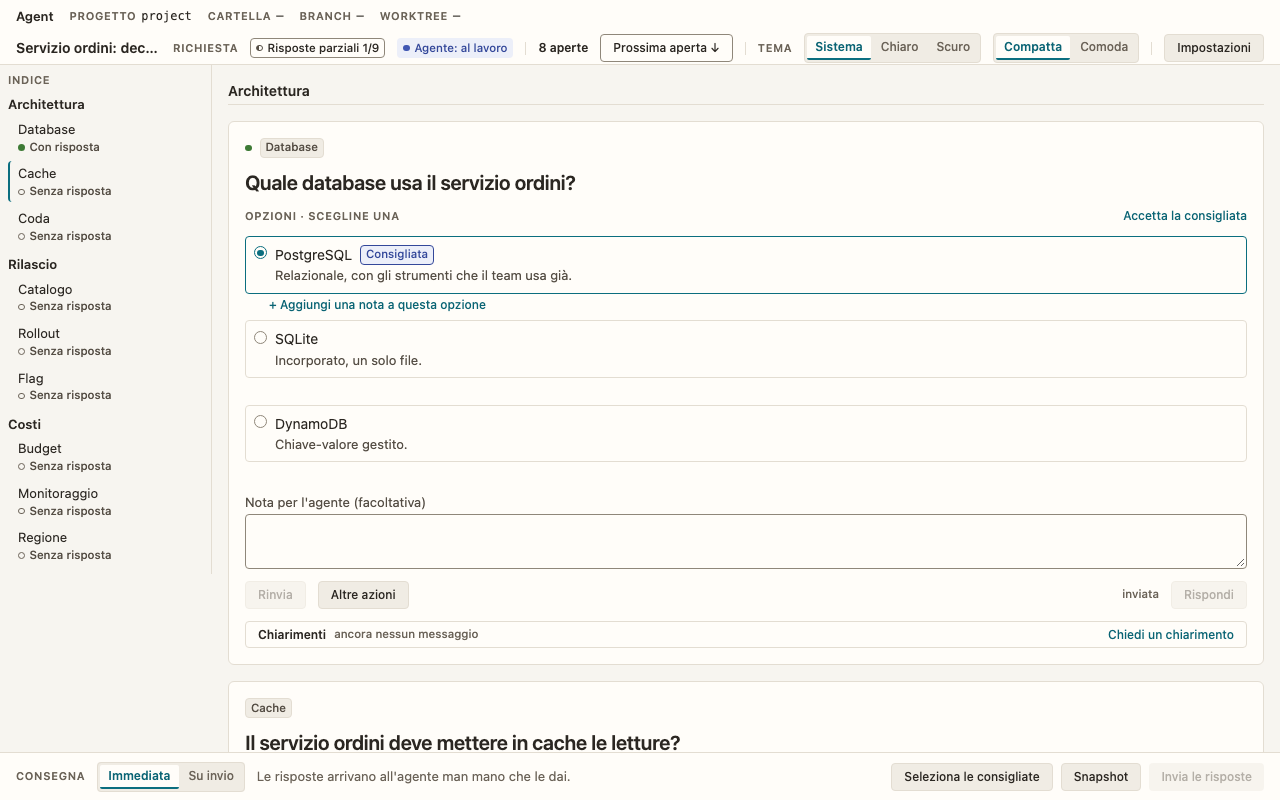 Agent PROGETTO project CARTELLA — BRANCH — WORKTREE —
Servizio ordini: dec... RICHIESTA Risposte parziali 1/9 Agente: al lavoro 8 aperte Prossima aperta ↓ TEMA Sistema Chiaro Scuro Compatta Comoda Impostazioni
INDICE
Architettura
Database
Con risposta
Cache
Senza risposta
Coda
Senza risposta
Rilascio
Catalogo
Senza risposta
Rollout
Senza risposta
Flag
Senza risposta
Costi
Budget
Senza risposta
Monitoraggio
Senza risposta
Regione
Senza risposta
Architettura
Database
Quale database usa il servizio ordini?
OPZIONI · SCEGLINE UNA Accetta la consigliata
PostgreSQL Consigliata
Relazionale, con gli strumenti che il team usa già.
+ Aggiungi una nota a questa opzione
SQLite
Incorporato, un solo file.
DynamoDB
Chiave-valore gestito.
Nota per l'agente (facoltativa)
Rinvia Altre azioni inviata Rispondi
Chiarimenti ancora nessun messaggio Chiedi un chiarimento
Cache
Il servizio ordini deve mettere in cache le letture?
CONSEGNA Immediata Su invio Le risposte arrivano all'agente man mano che le dai. Seleziona le consigliate Snapshot Invia le risposte